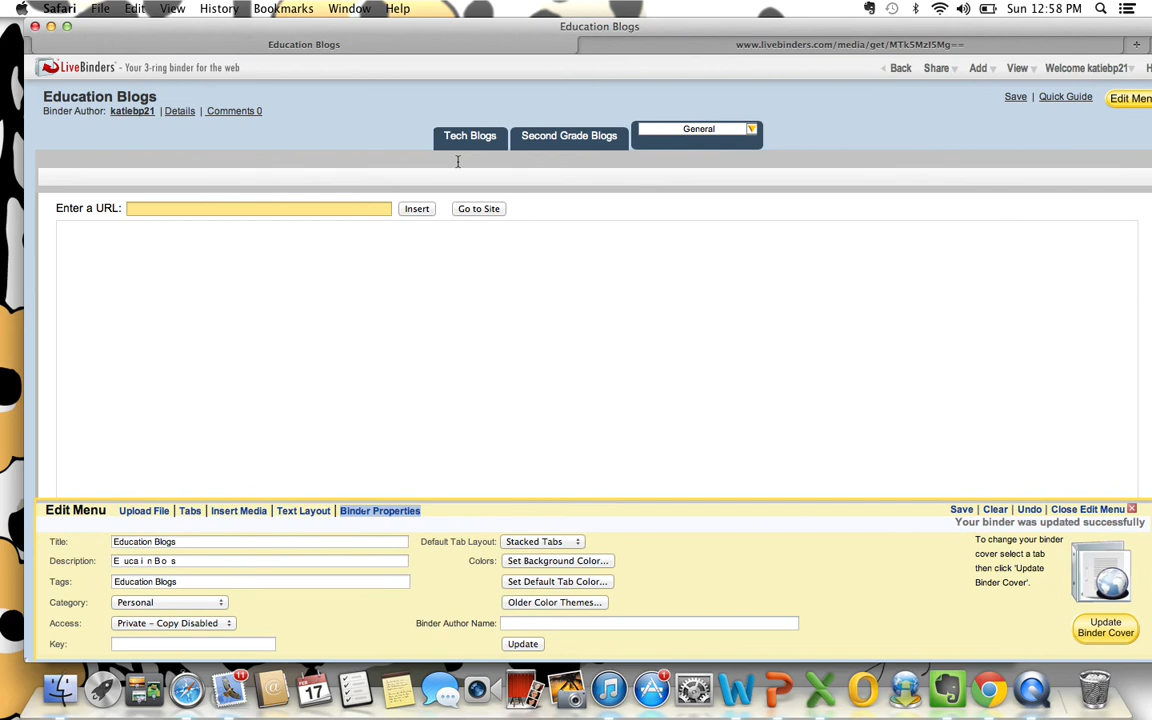 Safari File Edit View History Bookmarks Window Help Sun 12:58 PM
Education Blogs
Education Blogs www.livebinders.com/media/get/MTk5MzI5Mg== +
LiveBinders - Your 3-ring binder for the web Back Share Add View Welcome katiebp21 H
Education Blogs Save | Quick Guide Edit Men
Binder Author: katiebp21 | Details | Comments 0
Tech Blogs Second Grade Blogs General
Enter a URL: Insert Go to Site
Edit Menu Upload File | Tabs | Insert Media | Text Layout | Binder Properties Save | Clear | Undo | Close Edit Menu
Your binder was updated successfully
Title: Education Blogs Default Tab Layout: Stacked Tabs
Description: E uca i n B o s Colors: Set Background Color...
Tags: Education Blogs Set Default Tab Color...
Category: Personal Older Color Themes...
Access: Private – Copy Disabled Binder Author Name:
Key: Update
To change your binder
cover select a tab
then click 'Update
Binder Cover'.
Update
Binder Cover
11
17
1